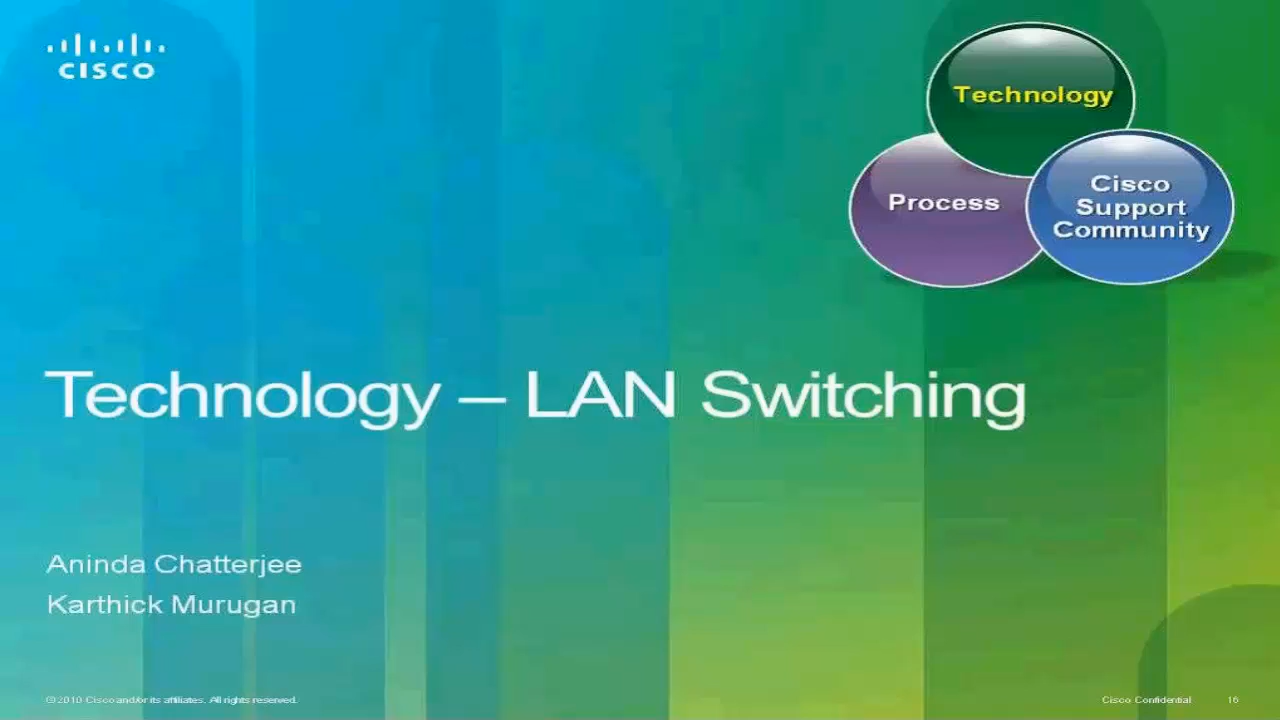 CISCO
Technology
Process
Cisco
Support
Community
Technology – LAN Switching
Aninda Chatterjee
Karthick Murugan
© 2010 Cisco and/or its affiliates. All rights reserved.
Cisco Confidential
16